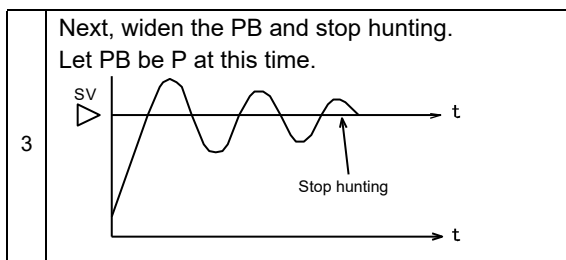 3
Next, widen the PB and stop hunting.
Let PB be P at this time.
SV
t
Stop hunting
t